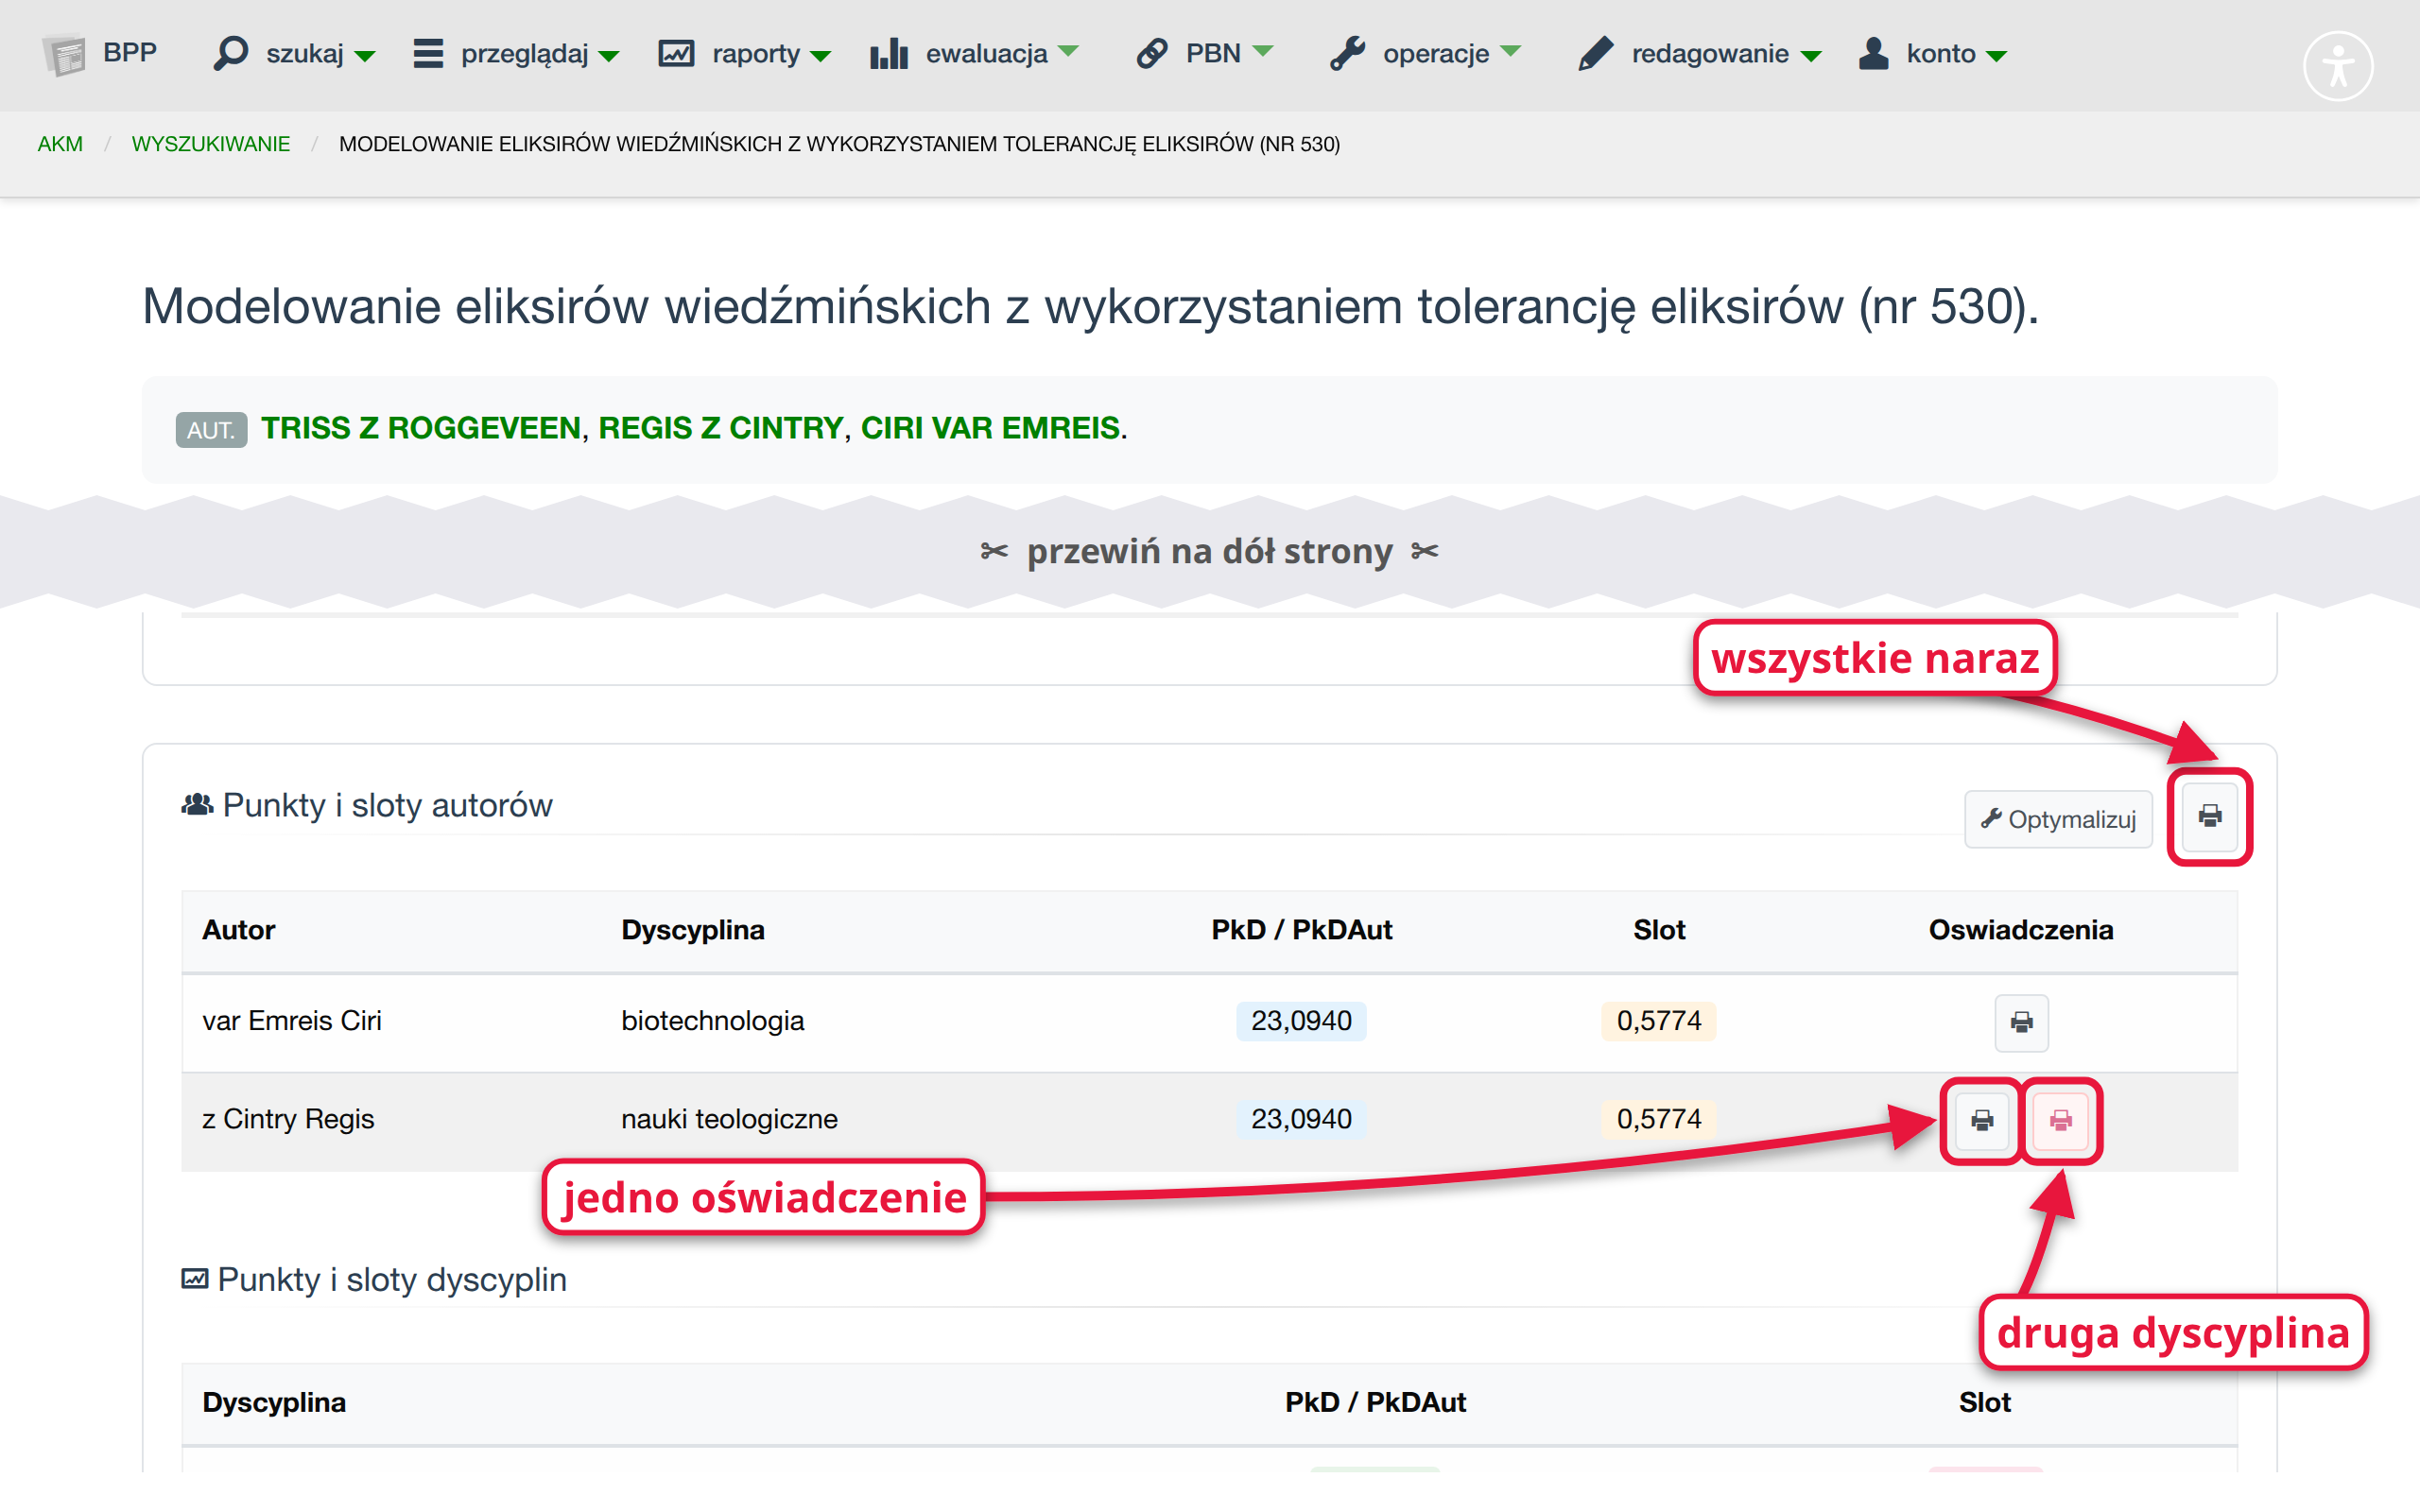 BPP szukaj przeglądaj raporty ewaluacja PBN operacje redagowanie konto
AKM / WYSZUKIWANIE / MODELOWANIE ELIKSIRÓW WIEDŹMIŃSKICH Z WYKORZYSTANIEM TOLERANCJĘ ELIKSIRÓW (NR 530)
Modelowanie eliksirów wiedźmińskich z wykorzystaniem tolerancję eliksirów (nr 530).
AUT. TRISS Z ROGGEVEEN, REGIS Z CINTRY, CIRI VAR EMREIS.
✂ przewiń na dół strony ✂
wszystkie naraz
Punkty i sloty autorów Optymalizuj
Autor Dyscyplina PkD / PkDAut Slot Oswiadczenia
var Emreis Ciri biotechnologia 23,0940 0,5774
z Cintry Regis nauki teologiczne 23,0940 0,5774
jedno oświadczenie
Punkty i sloty dyscyplin
druga dyscyplina
Dyscyplina PkD / PkDAut Slot